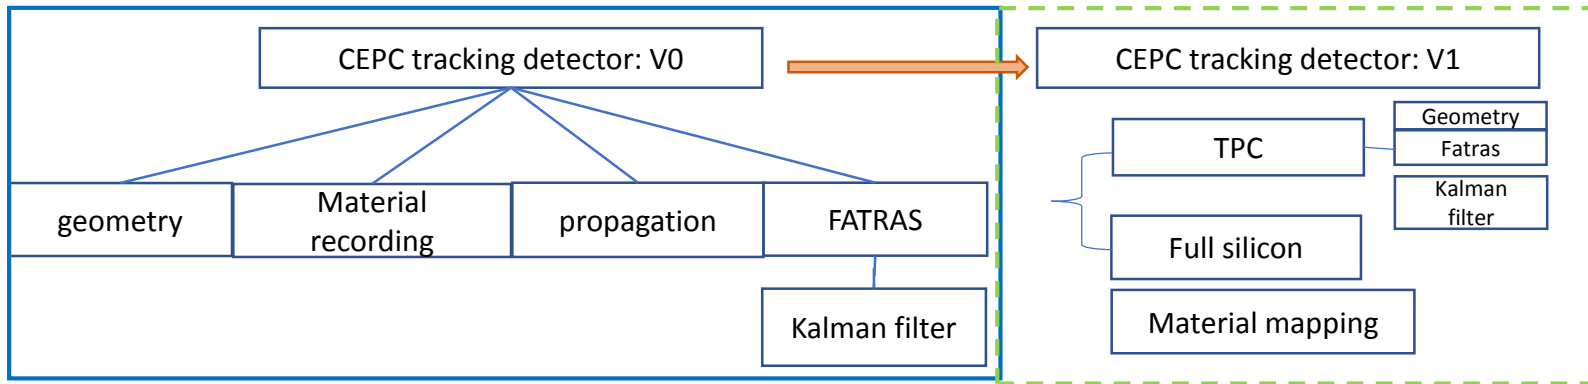 CEPC tracking detector: V0
geometry
Material
recording
propagation
FATRAS
Kalman filter
CEPC tracking detector: V1
TPC
Geometry
Fatras
Kalman
filter
Full silicon
Material mapping